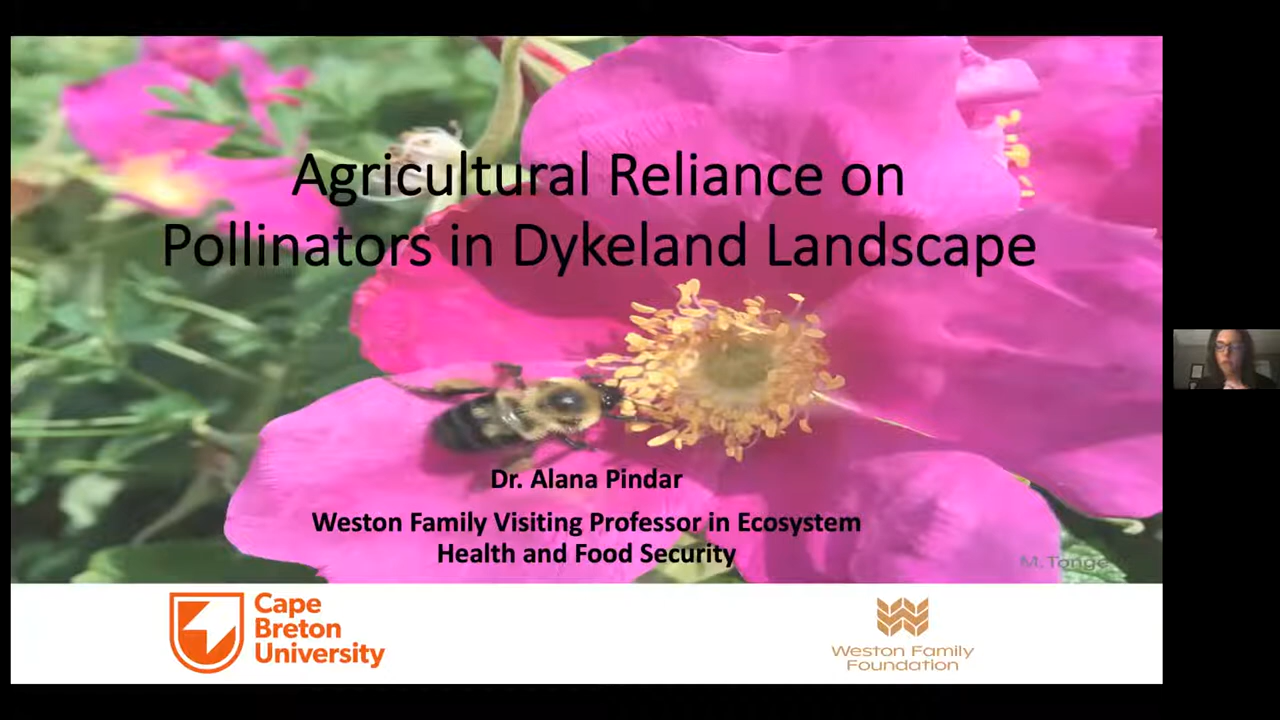 Agricultural Reliance on
Pollinators in Dykeland Landscape
Dr. Alana Pindar
Weston Family Visiting Professor in Ecosystem
Health and Food Security
M. Tonge
Cape
Breton
University
Weston Family
Foundation